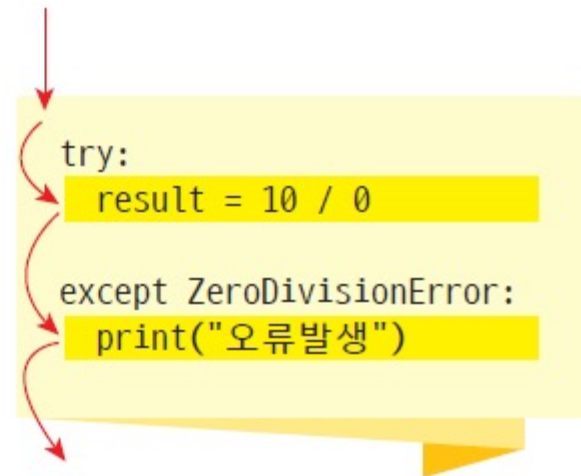 try:
result = 10 / 0
except ZeroDivisionError:
print("오류발생")